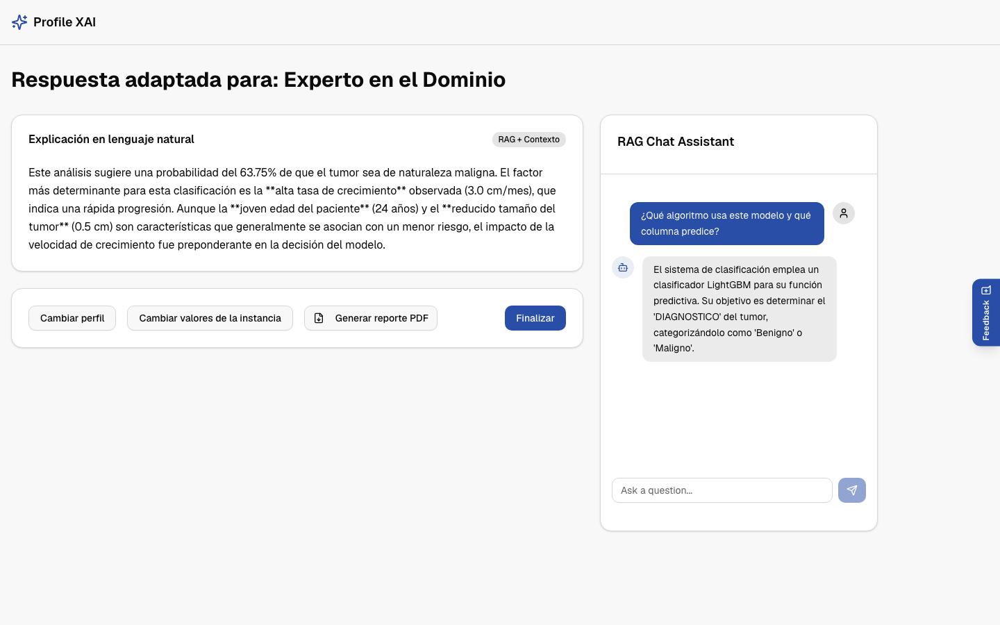 Profile XAI
Respuesta adaptada para: Experto en el Dominio
Explicación en lenguaje natural
RAG + Contexto
Este análisis sugiere una probabilidad del 63.75% de que el tumor sea de naturaleza maligna. El factor
más determinante para esta clasificación es la **alta tasa de crecimiento** observada (3.0 cm/mes), que
indica una rápida progresión. Aunque la **joven edad del paciente** (24 años) y el **reducido tamaño del
tumor** (0.5 cm) son características que generalmente se asocian con un menor riesgo, el impacto de la
velocidad de crecimiento fue preponderante en la decisión del modelo.
Cambiar perfil
Cambiar valores de la instancia
Generar reporte PDF
Finalizar
RAG Chat Assistant
¿Qué algoritmo usa este modelo y qué
columna predice?
El sistema de clasificación emplea un
clasificador LightGBM para su función
predictiva. Su objetivo es determinar el
'DIAGNOSTICO' del tumor,
categorizándolo como 'Benigno' o
'Maligno'.
Ask a question...
Feedback